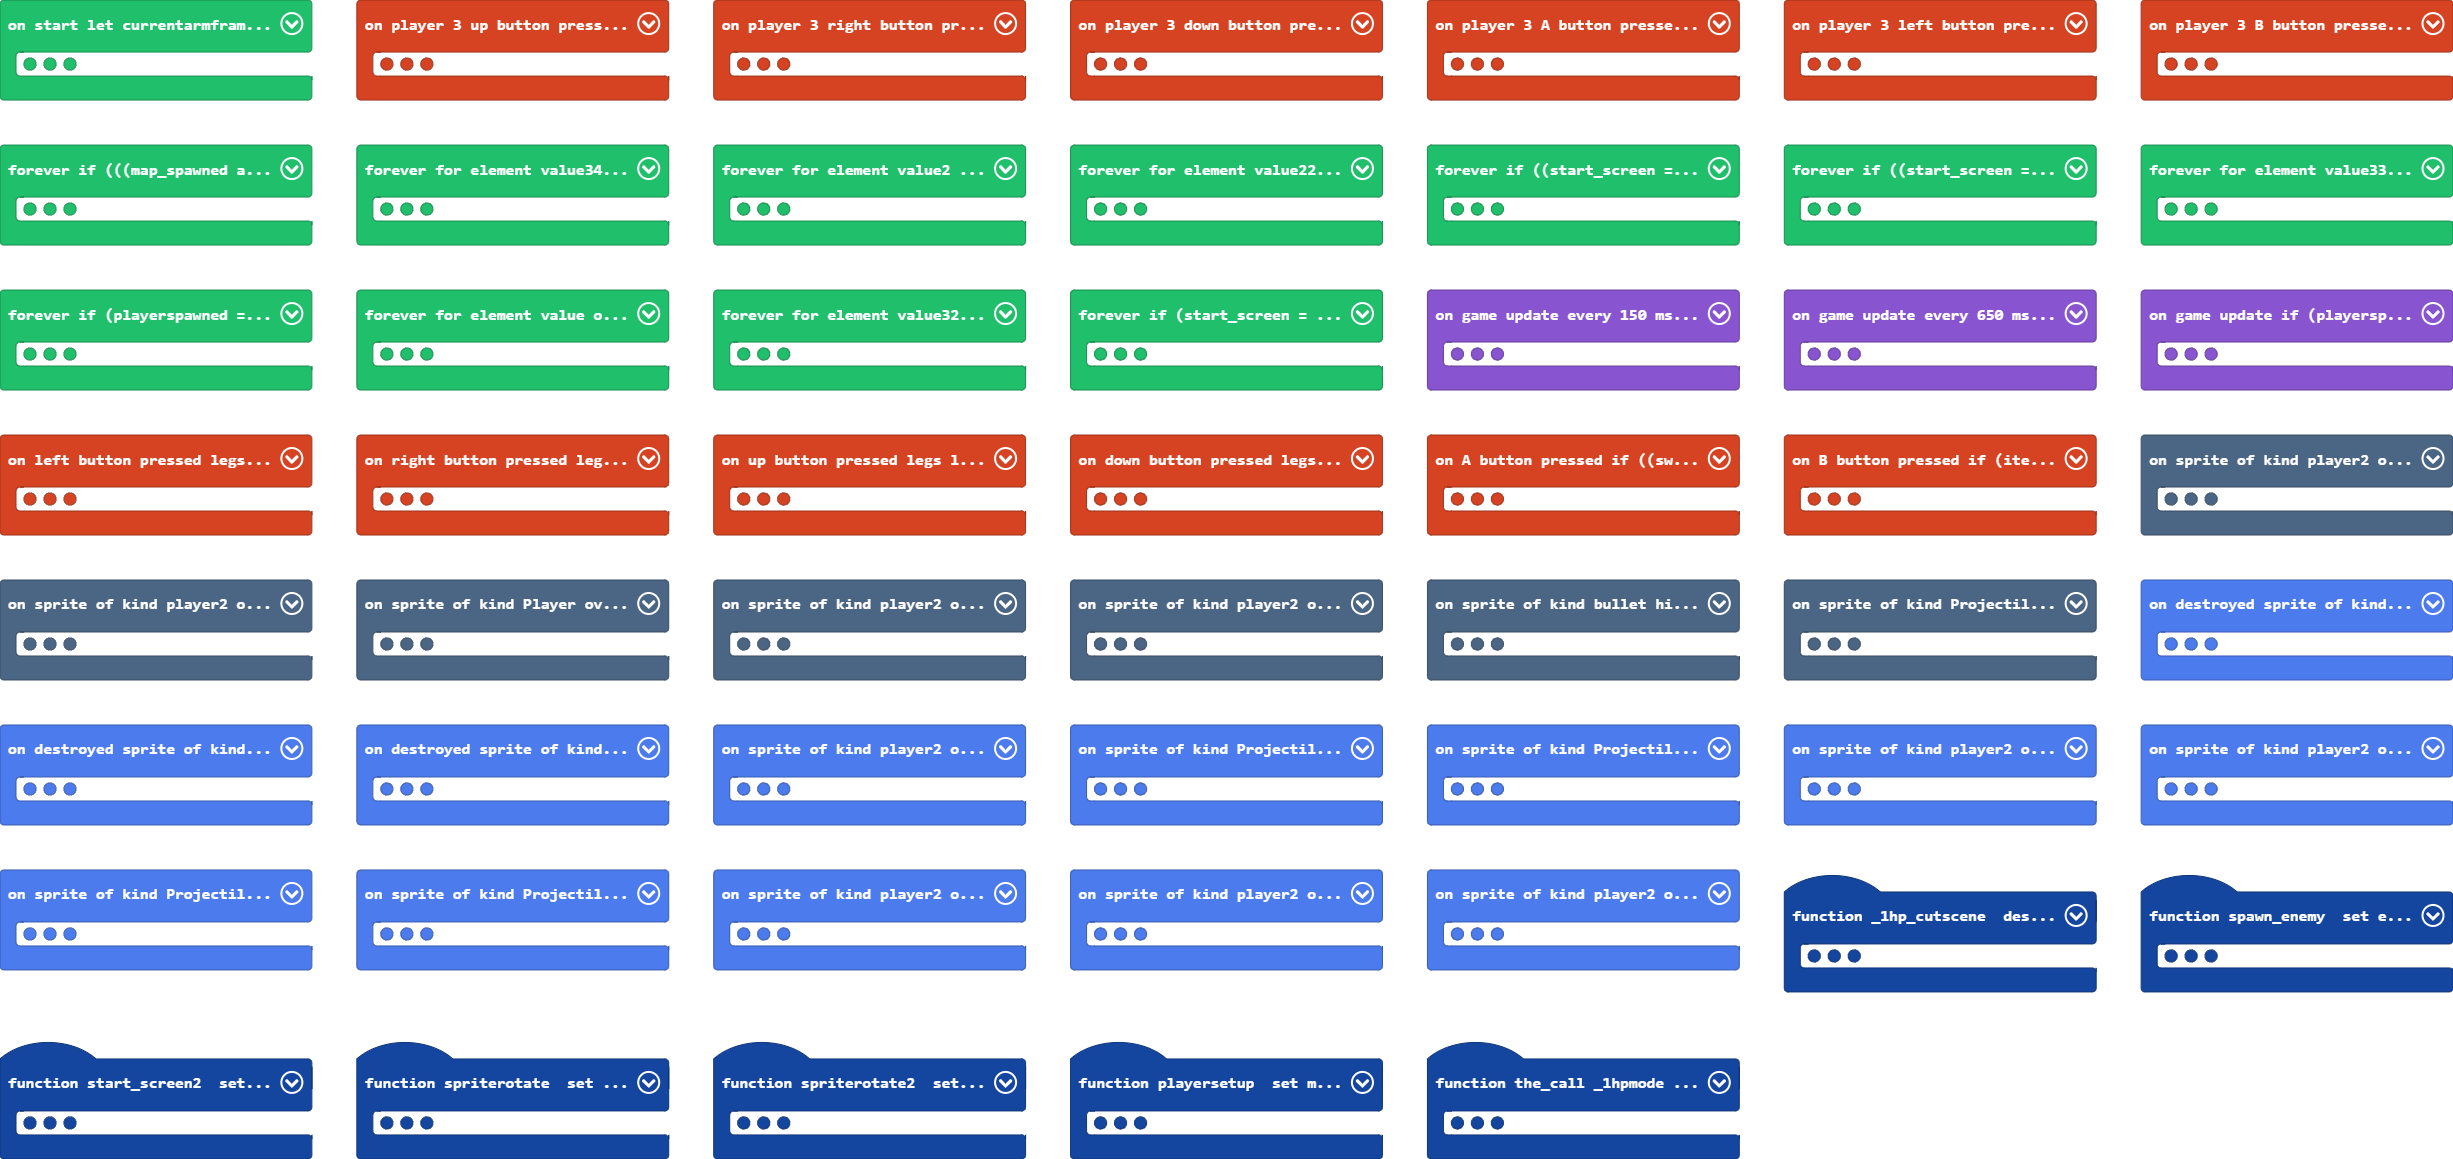 on start let currentarmfram...
on player 3 up button press...
on player 3 right button pr...
on player 3 down button pre...
on player 3 A button presse...
on player 3 left button pre...
on player 3 B button presse...
forever if (((map_spawned a...
forever for element value34...
forever for element value2 ...
forever for element value22...
forever if ((start_screen =...
forever if ((start_screen =...
forever for element value33...
forever if (playerspawned =...
forever for element value o...
forever for element value32...
forever if (start_screen = ...
on game update every 150 ms...
on game update every 650 ms...
on game update if (playersp...
on left button pressed legs...
on right button pressed leg...
on up button pressed legs l...
on down button pressed legs...
on A button pressed if ((sw...
on B button pressed if (ite...
on sprite of kind player2 o...
on sprite of kind player2 o...
on sprite of kind Player ov...
on sprite of kind player2 o...
on sprite of kind player2 o...
on sprite of kind bullet hi...
on sprite of kind Projectil...
on destroyed sprite of kind...
on destroyed sprite of kind...
on destroyed sprite of kind...
on sprite of kind player2 o...
on sprite of kind Projectil...
on sprite of kind Projectil...
on sprite of kind player2 o...
on sprite of kind player2 o...
on sprite of kind Projectil...
on sprite of kind Projectil...
on sprite of kind player2 o...
on sprite of kind player2 o...
on sprite of kind player2 o...
function _1hp_cutscene  des...
function spawn_enemy  set e...
function start_screen2  set...
function spriterotate  set ...
function spriterotate2  set...
function playersetup  set m...
function the_call _1hpmode ...